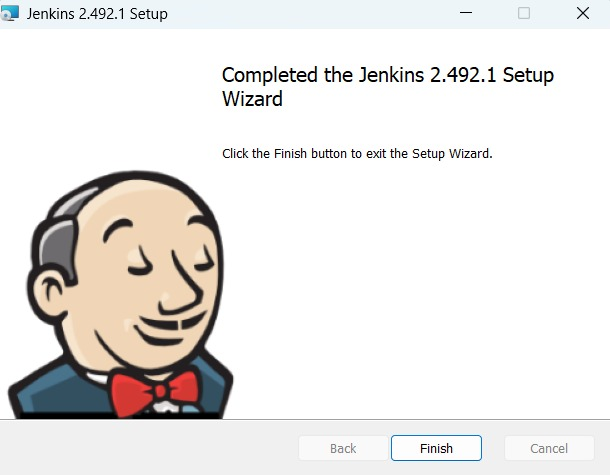 Jenkins 2.492.1 Setup
Completed the Jenkins 2.492.1 Setup
Wizard
Click the Finish button to exit the Setup Wizard.
Back
Finish
Cancel